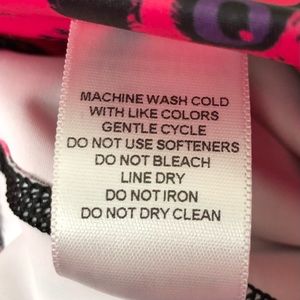 MACHINE WASH COLD
WITH LIKE COLORS
GENTLE CYCLE
DO NOT USE SOFTENERS
DO NOT BLEACH
LINE DRY
DO NOT IRON
DO NOT DRY CLEAN